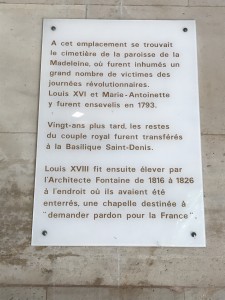 A cet emplacement se trouvait
le cimetière de la paroisse de la
Madeleine, où furent inhumés un
grand nombre de victimes des
journées révolutionnaires.
Louis XVI et Marie-Antoinette
y furent ensevelis en 1793.
Vingt-ans plus tard, les restes
du couple royal furent transférés
à la Basilique Saint-Denis.
Louis XVIII fit ensuite élever par
l'Architecte Fontaine de 1816 à 1826
à l'endroit où ils avaient été
enterrés, une chapelle destinée à
"demander pardon pour la France".